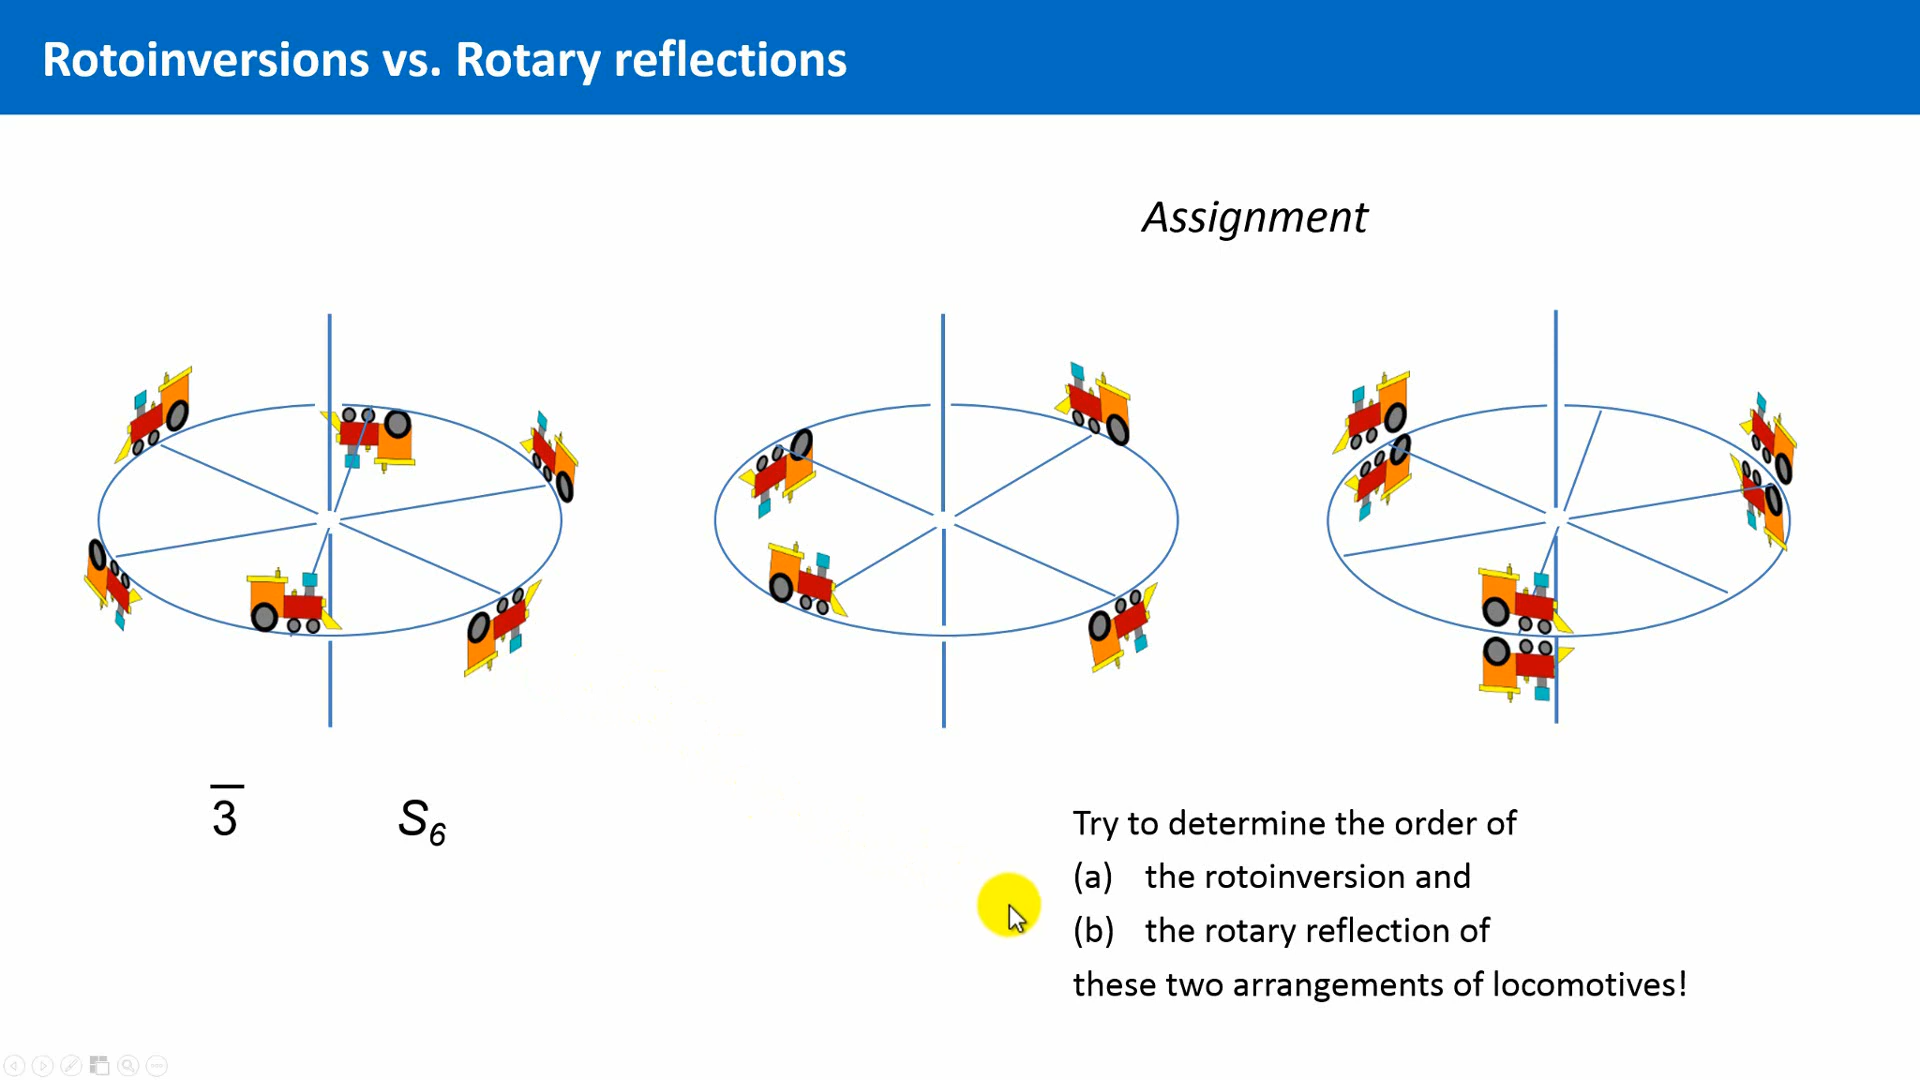 Rotoinversions vs. Rotary reflections
Assignment
3̅ S₆
Try to determine the order of
(a) the rotoinversion and
(b) the rotary reflection of
these two arrangements of locomotives!